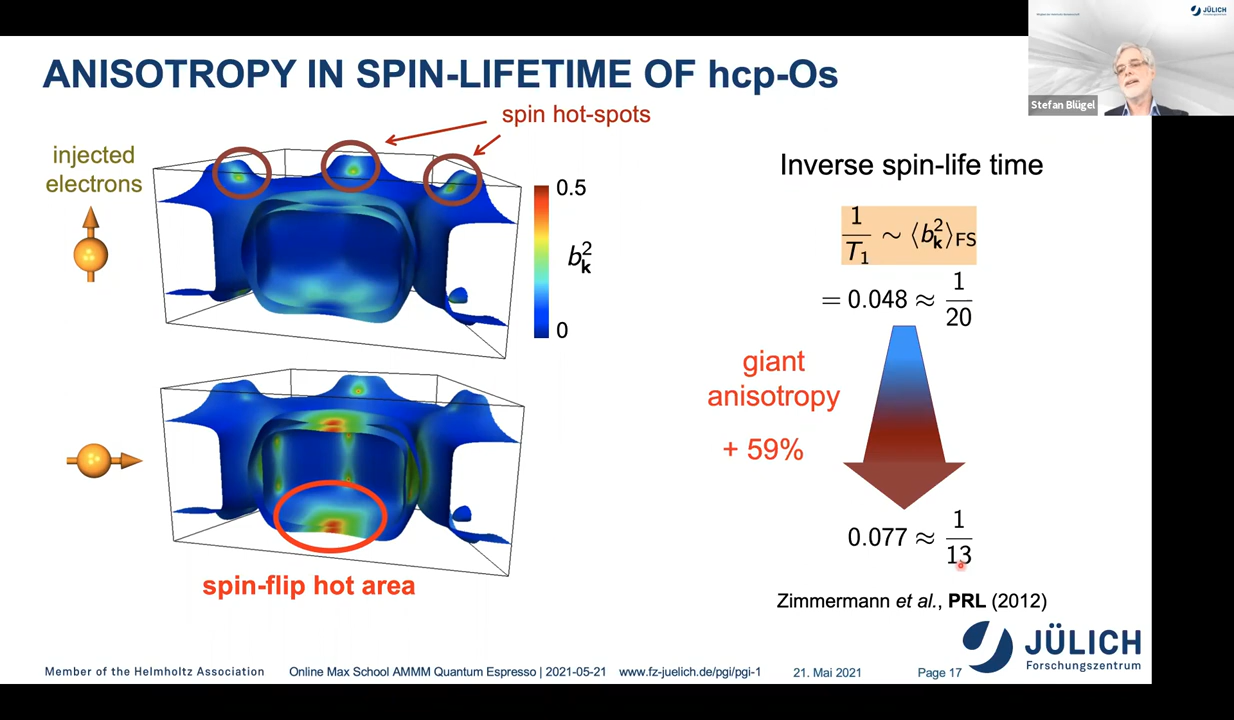 JÜLICH
Forschungszentrum
Stefan Blügel
ANISOTROPY IN SPIN-LIFETIME OF hcp-Os
spin hot-spots
injected
electrons
0.5
b²ₖ
0
spin-flip hot area
Inverse spin-life time
1/T₁ ∼ ⟨b²ₖ⟩FS
= 0.048 ≈ 1/20
giant
anisotropy
+ 59%
0.077 ≈ 1/13
Zimmermann et al., PRL (2012)
JÜLICH
Forschungszentrum
Member of the Helmholtz Association
Online Max School AMMM Quantum Espresso | 2021-05-21
www.fz-juelich.de/pgi/pgi-1
21. Mai 2021
Page 17